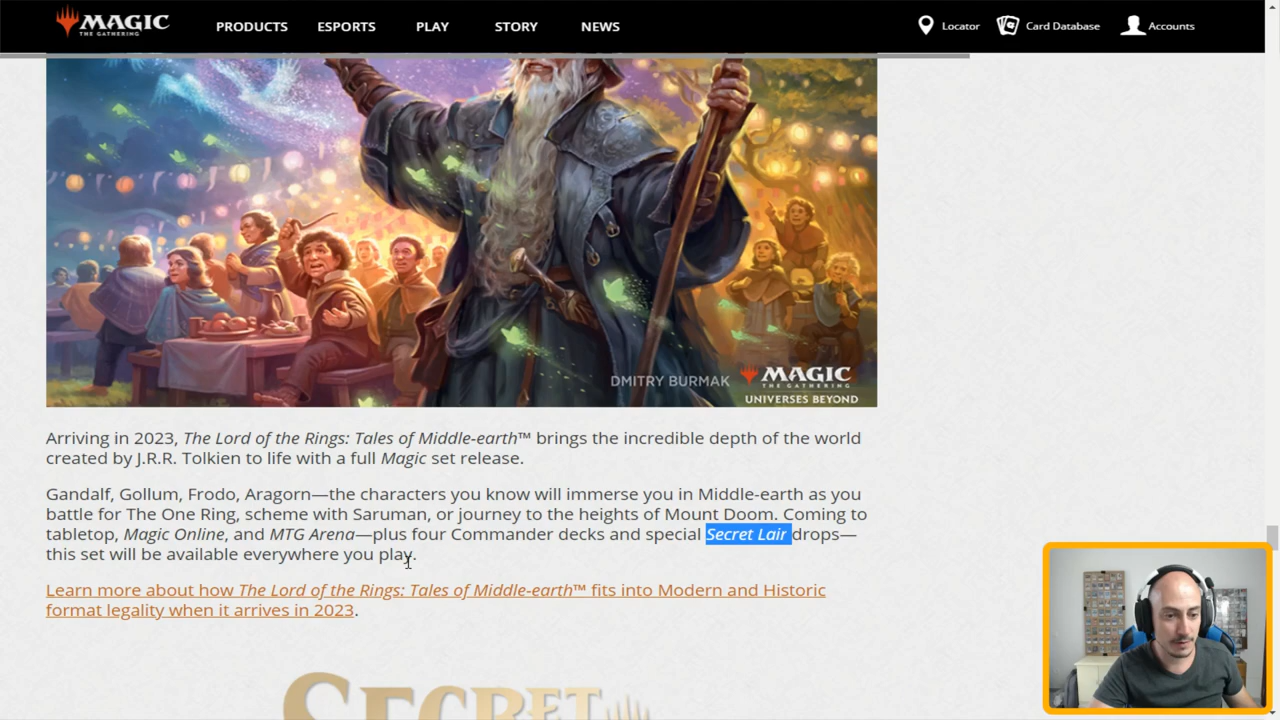 MAGIC
THE GATHERING
PRODUCTS
ESPORTS
PLAY
STORY
NEWS
Locator
Card Database
Accounts
DMITRY BURMAK
MAGIC
THE GATHERING
UNIVERSES BEYOND
Arriving in 2023, The Lord of the Rings: Tales of Middle-earth™ brings the incredible depth of the world
created by J.R.R. Tolkien to life with a full Magic set release.
Gandalf, Gollum, Frodo, Aragorn—the characters you know will immerse you in Middle-earth as you
battle for The One Ring, scheme with Saruman, or journey to the heights of Mount Doom. Coming to
tabletop, Magic Online, and MTG Arena—plus four Commander decks and special Secret Lair drops—
this set will be available everywhere you play.
Learn more about how The Lord of the Rings: Tales of Middle-earth™ fits into Modern and Historic
format legality when it arrives in 2023.
SECRET